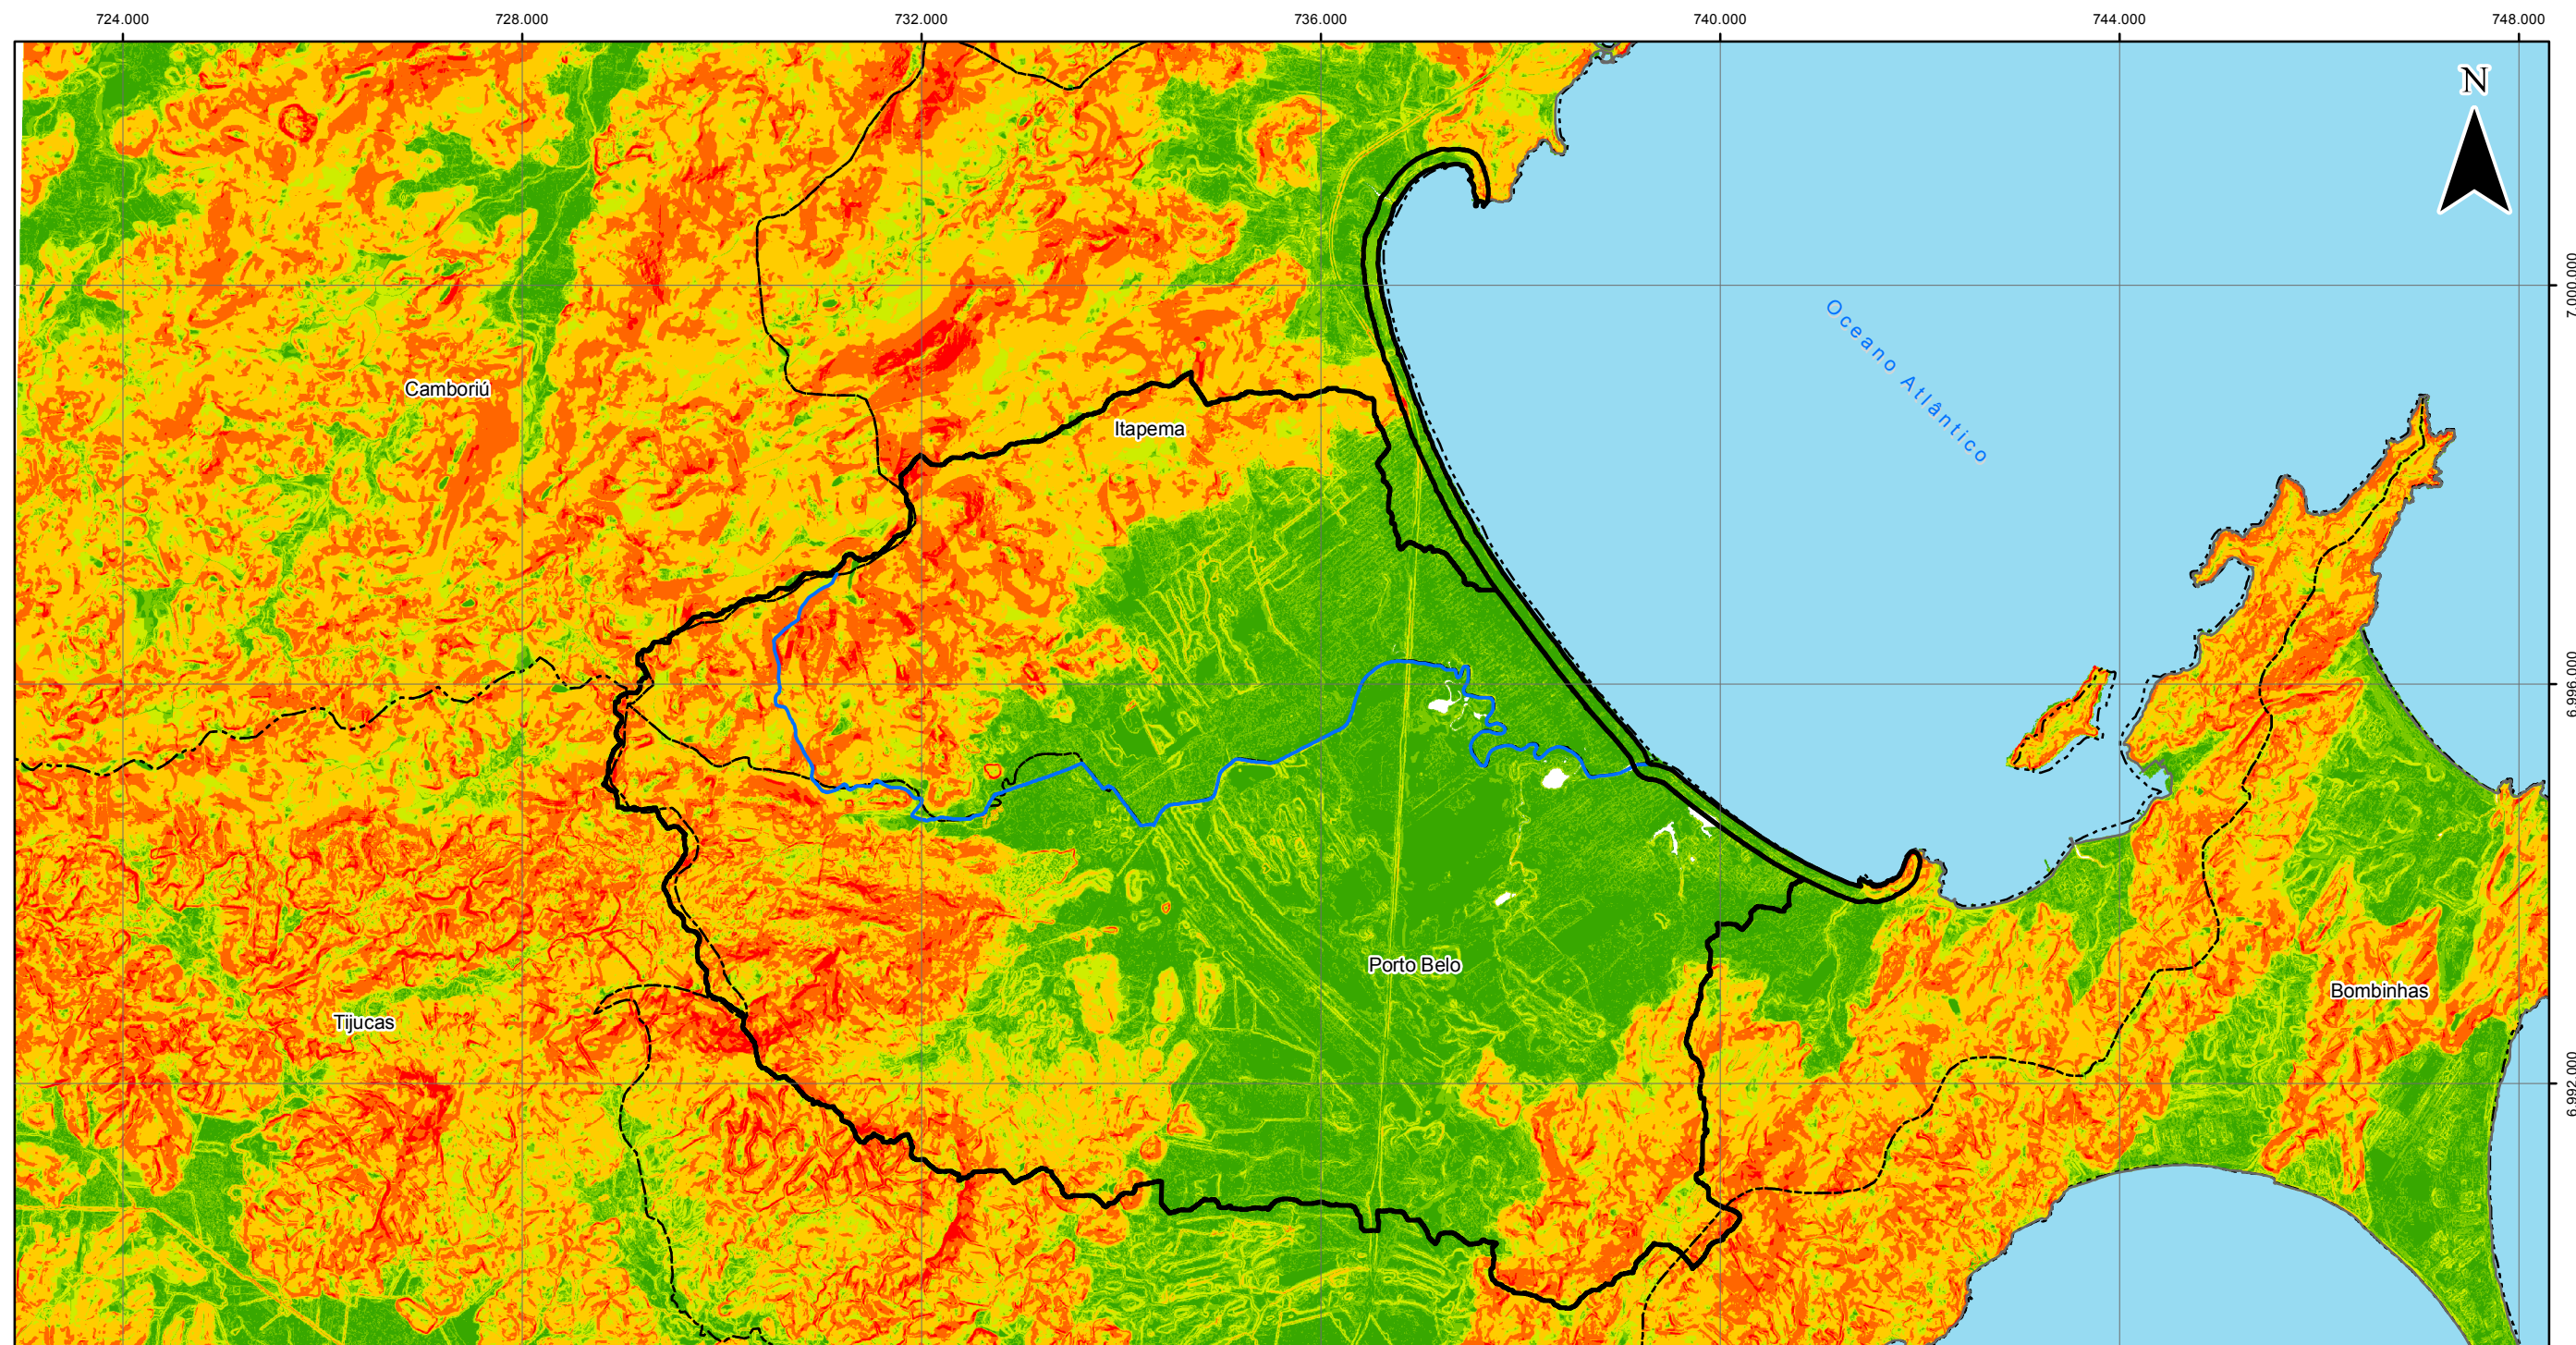 724.000 728.000 732.000 736.000 740.000 744.000 748.000
N
7.000.000
Oceano Atlântico
Camboriú
Itapema
6.996.000
Porto Belo
Bombinhas
Tijucas
6.992.000